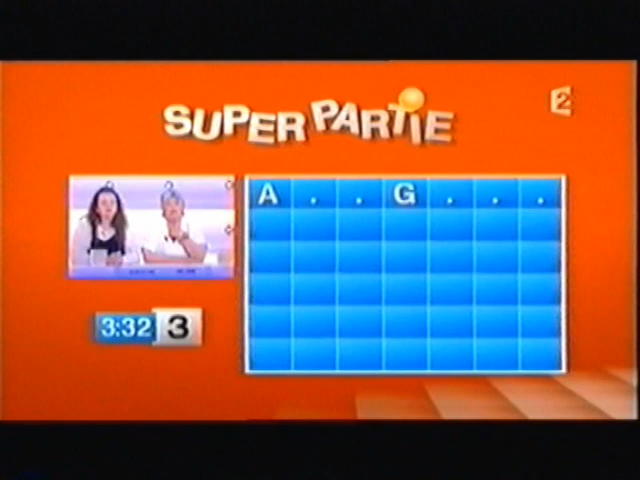 SUPER PARTIE
2
A . . G . . .
3:32 3